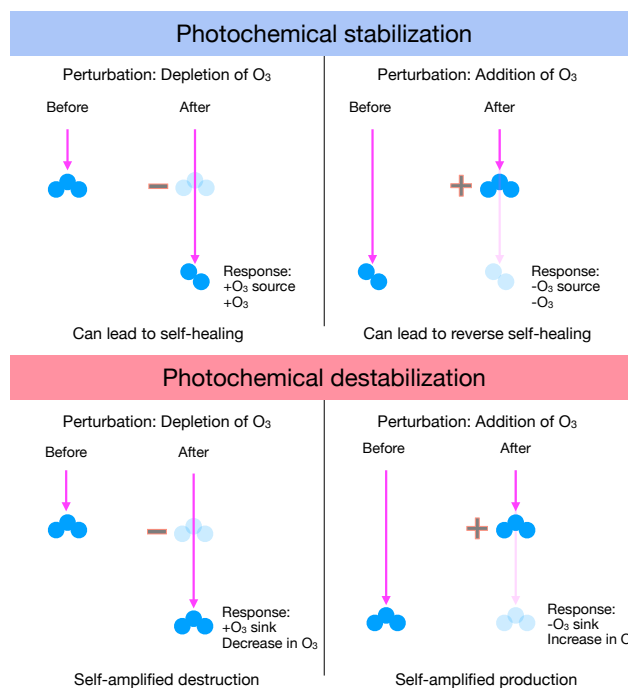 Photochemical stabilization
Perturbation: Depletion of O₃
Before
After
Response:
+O₃ source
+O₃
Can lead to self-healing
Perturbation: Addition of O₃
Before
After
Response:
-O₃ source
-O₃
Can lead to reverse self-healing
Photochemical destabilization
Perturbation: Depletion of O₃
Before
After
Response:
+O₃ sink
Decrease in O₃
Self-amplified destruction
Perturbation: Addition of O₃
Before
After
Response:
-O₃ sink
Increase in O
Self-amplified production